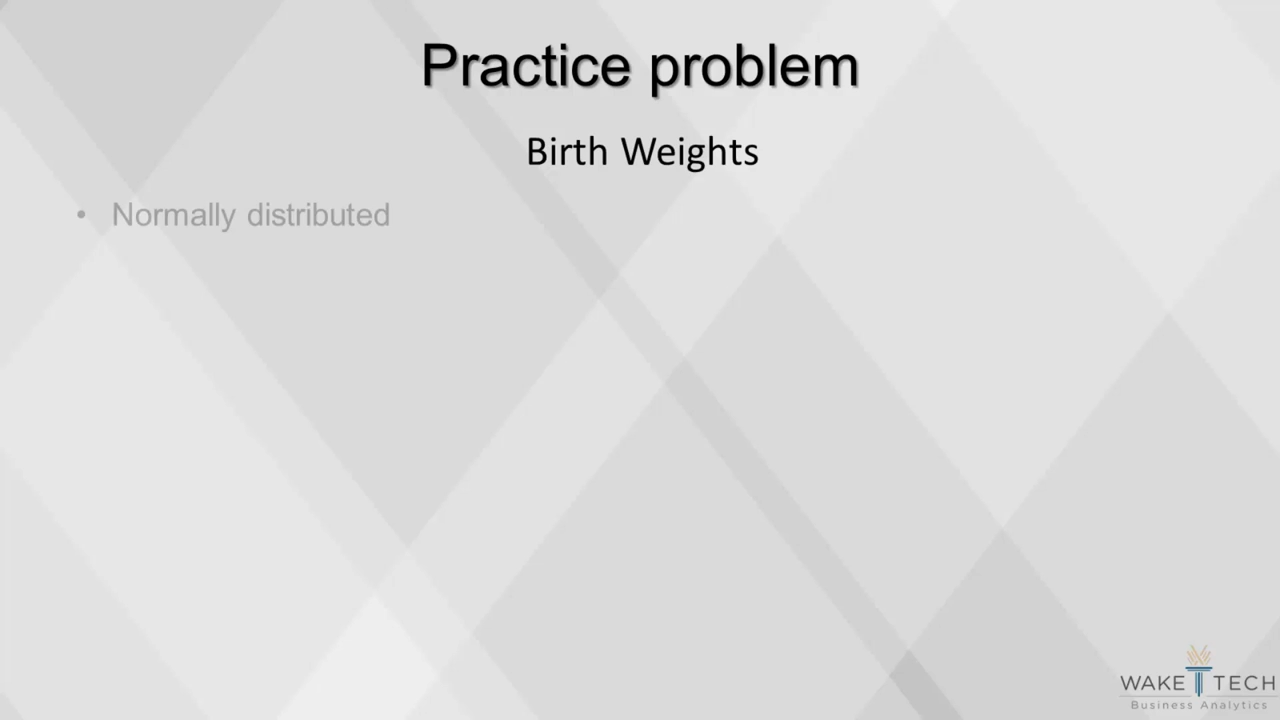 Practice problem
Birth Weights
• Normally distributed
WAKE TECH
Business Analytics